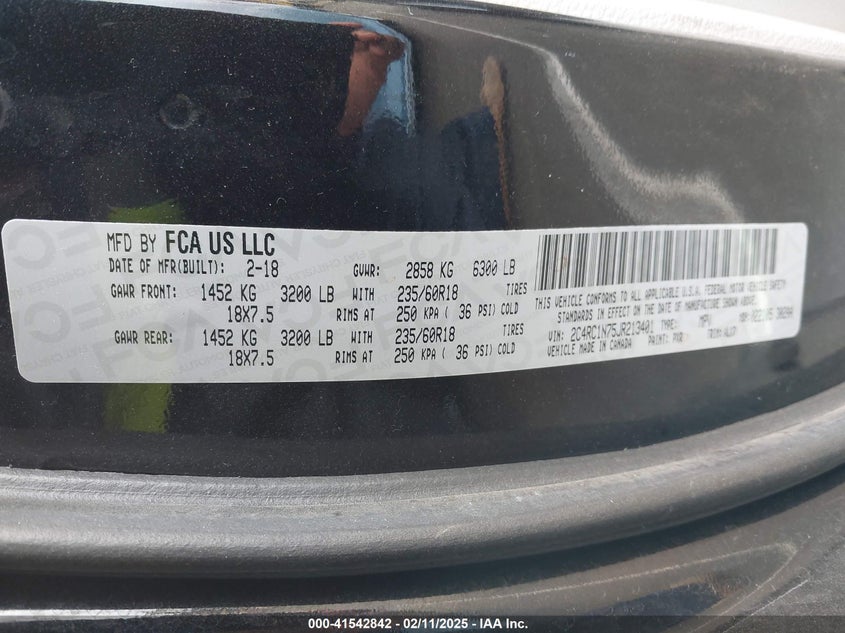 MFD BY FCA US LLC
DATE OF MFR(BUILT): 2-18 GVWR: 2858 KG 6300 LB
GAWR FRONT: 1452 KG 3200 LB WITH 235/60R18 TIRES
18X7.5 RIMS AT 250 KPA ( 36 PSI) COLD
GAWR REAR: 1452 KG 3200 LB WITH 235/60R18 TIRES
18X7.5 RIMS AT 250 KPA ( 36 PSI) COLD
THIS VEHICLE CONFORMS TO ALL APPLICABLE U.S.A. FEDERAL MOTOR VEHICLE SAFETY
STANDARDS IN EFFECT ON THE DATE OF MANUFACTURE SHOWN ABOVE.
VIN: 2C4RC1N75JR213401 TYPE: MPV MDH:
VEHICLE MADE IN CANADA PAINT: PXR TRIM:
000-41542842 / 02/11/2025 - © IAA Inc.